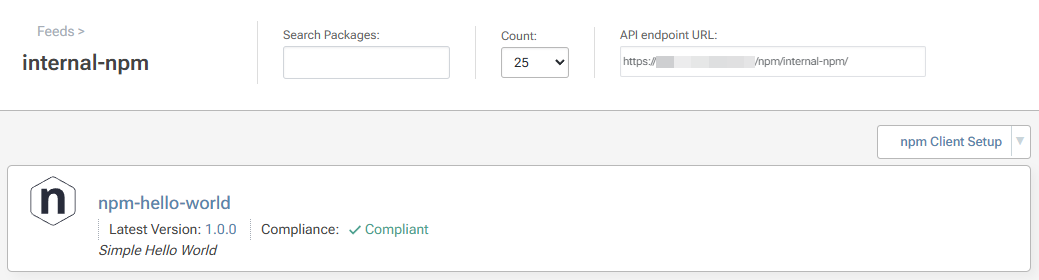 Feeds >
internal-npm
Search Packages:
Count:
25
API endpoint URL:
https:// /npm/internal-npm/
npm Client Setup
n
npm-hello-world
Latest Version: 1.0.0 Compliance: Compliant
Simple Hello World